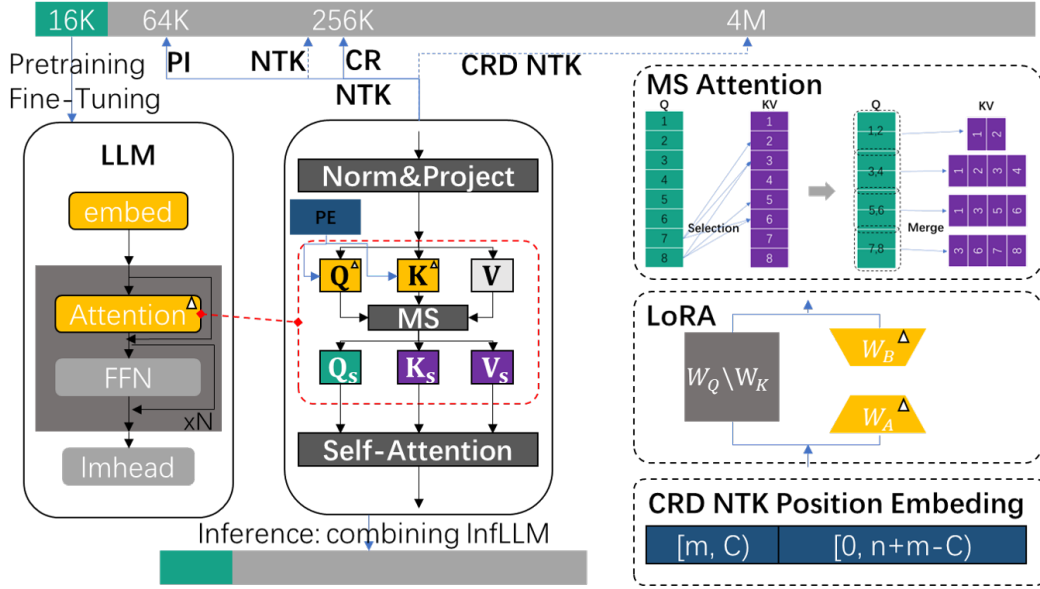 16K 64K 256K 4M
Pretraining
Fine-Tuning
PI NTK CR CRD NTK
NTK
LLM
embed
Attention
FFN
xN
lmhead
Norm&Project
PE
Q K V
MS
Qs Ks Vs
Self-Attention
Inference: combining InfLLM
MS Attention
Q KV Q KV
1 1
2 2
3 3
4 4
5 5
6 6
7 7
8 8
Selection
1,2 1 2
3,4 1 2 3 4
5,6 1 3 5 6
Merge
7,8 3 6 7 8
LoRA
W_Q\W_K
W_B
W_A
CRD NTK Position Embeding
[m, C) [0, n+m-C)